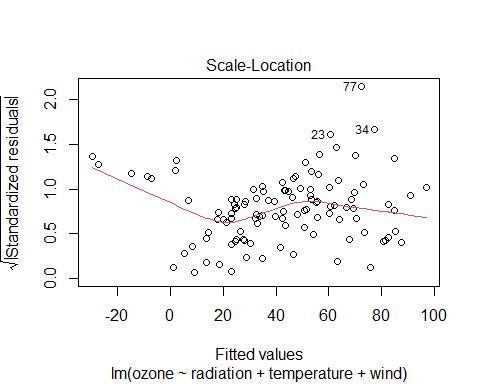 Scale-Location
√|Standardized residuals|
2.0
1.5
1.0
0.5
0.0
77
23
34
-20 0 20 40 60 80 100
Fitted values
lm(ozone ~ radiation + temperature + wind)